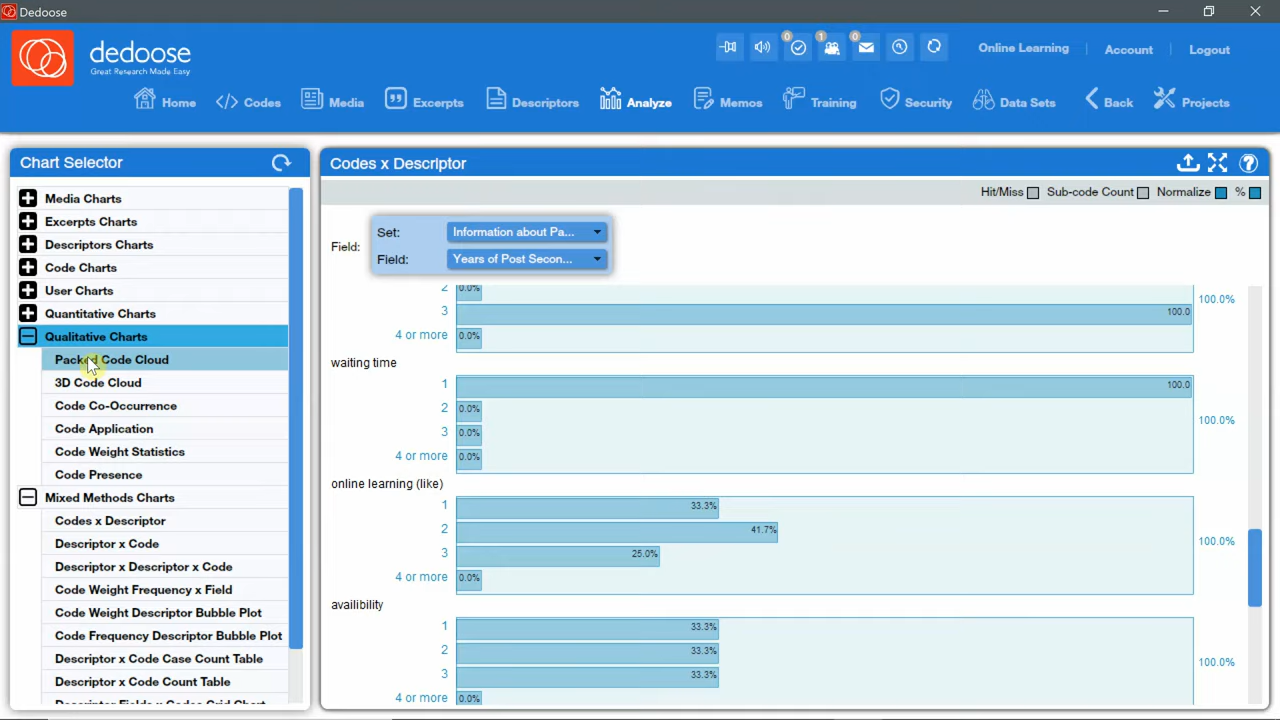 Dedoose
dedoose
Great Research Made Easy
0 1 0
Online Learning Account Logout
Home Codes Media Excerpts Descriptors Analyze Memos Training Security Data Sets Back Projects
Chart Selector
Media Charts
Excerpts Charts
Descriptors Charts
Code Charts
User Charts
Quantitative Charts
Qualitative Charts
Packed Code Cloud
3D Code Cloud
Code Co-Occurrence
Code Application
Code Weight Statistics
Code Presence
Mixed Methods Charts
Codes x Descriptor
Descriptor x Code
Descriptor x Descriptor x Code
Code Weight Frequency x Field
Code Weight Descriptor Bubble Plot
Code Frequency Descriptor Bubble Plot
Descriptor x Code Case Count Table
Descriptor x Code Count Table
Descriptor Fields x Codes Grid Chart
Codes x Descriptor
Hit/Miss Sub-code Count Normalize %
Field:
Set: Information about Pa...
Field: Years of Post Secon...
2 0.0% 100.0%
3 100.0
4 or more 0.0%
waiting time
1 100.0
2 0.0% 100.0%
3 0.0%
4 or more 0.0%
online learning (like)
1 33.3%
2 41.7% 100.0%
3 25.0%
4 or more 0.0%
availibility
1 33.3%
2 33.3% 100.0%
3 33.3%
4 or more 0.0%